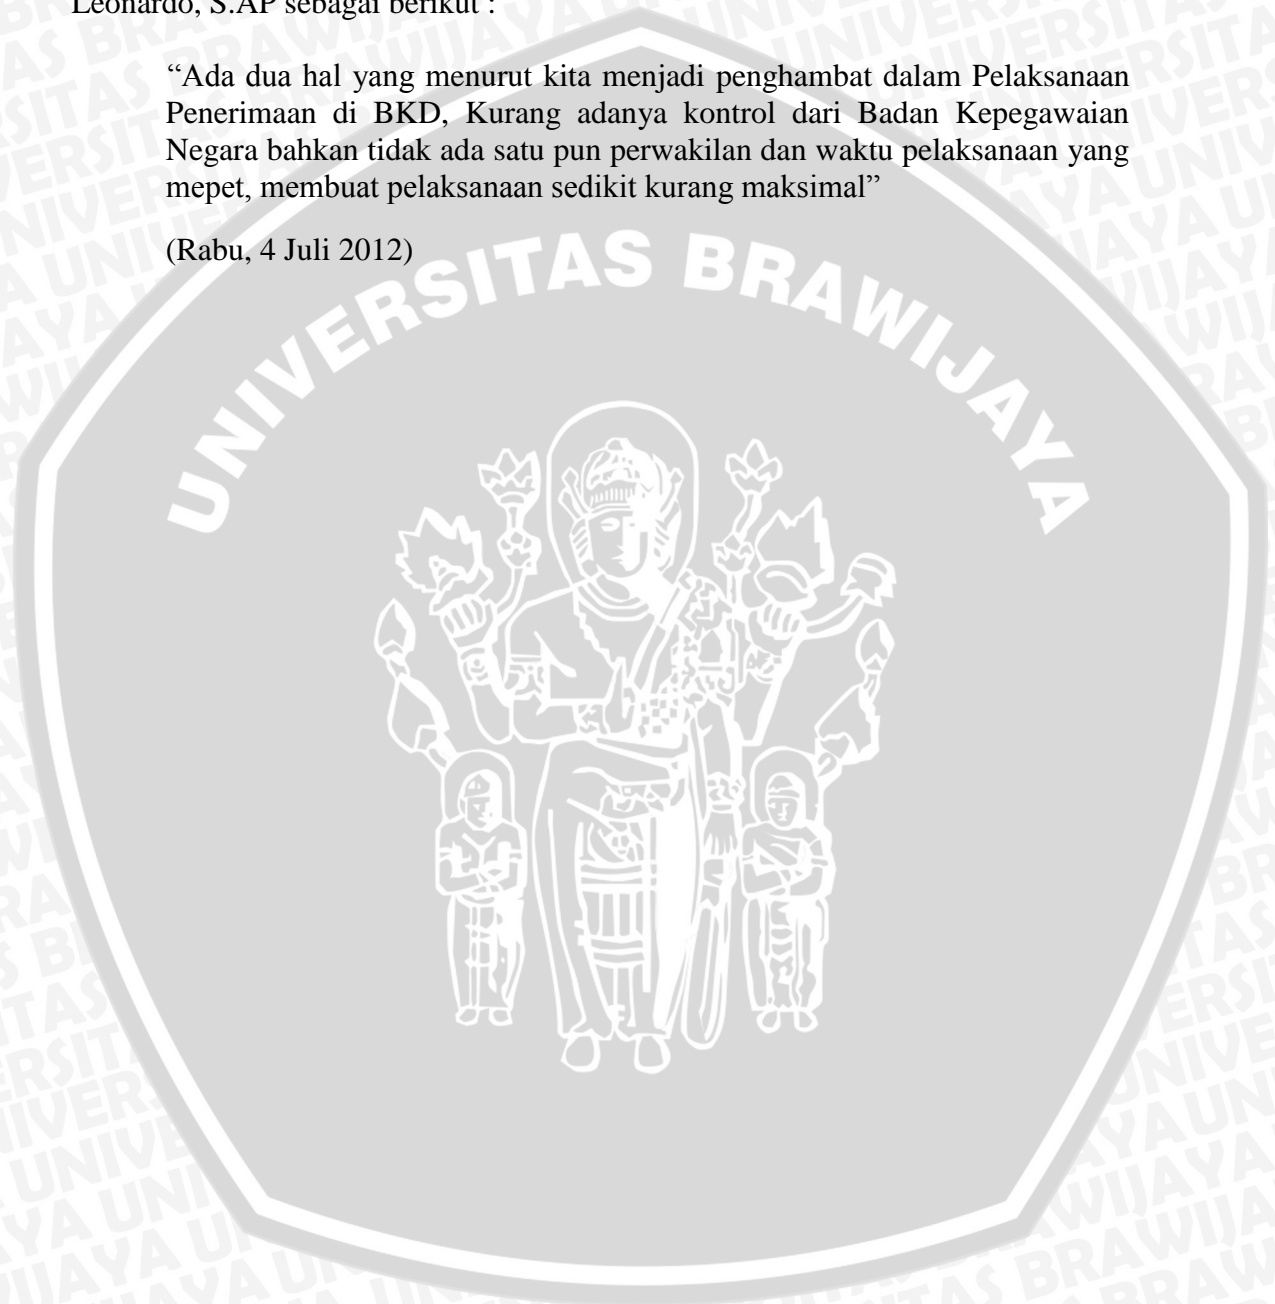 Leonardo, S.AP sebagai berikut :
“Ada dua hal yang menurut kita menjadi penghambat dalam Pelaksanaan
Penerimaan di BKD, Kurang adanya kontrol dari Badan Kepegawaian
Negara bahkan tidak ada satu pun perwakilan dan waktu pelaksanaan yang
mepet, membuat pelaksanaan sedikit kurang maksimal”
(Rabu, 4 Juli 2012)
UNIVERSITAS BRAWIJAYA